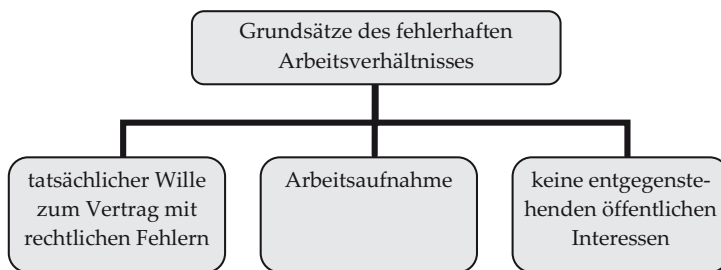 Grundsätze des fehlerhaften
Arbeitsverhältnisses
tatsächlicher Wille
zum Vertrag mit
rechtlichen Fehlern
Arbeitsaufnahme
keine entgegenste-
henden öffentlichen
Interessen